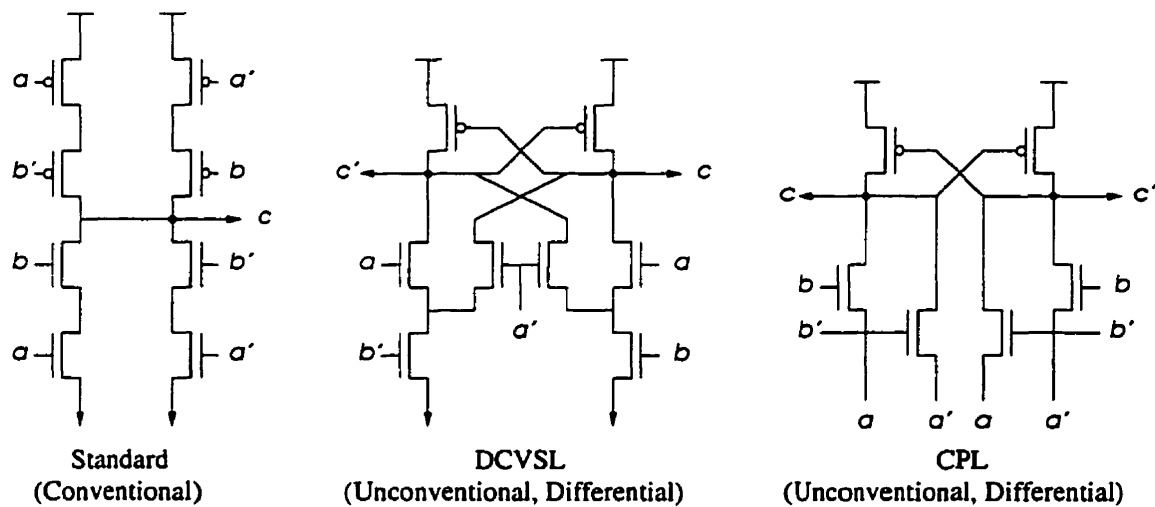 a a'
b' b
c
b b'
a a'
c' c
a a
a'
b' b
c c'
b b
b' b'
a a' a a'
Standard
(Conventional)
DCVSL
(Unconventional, Differential)
CPL
(Unconventional, Differential)